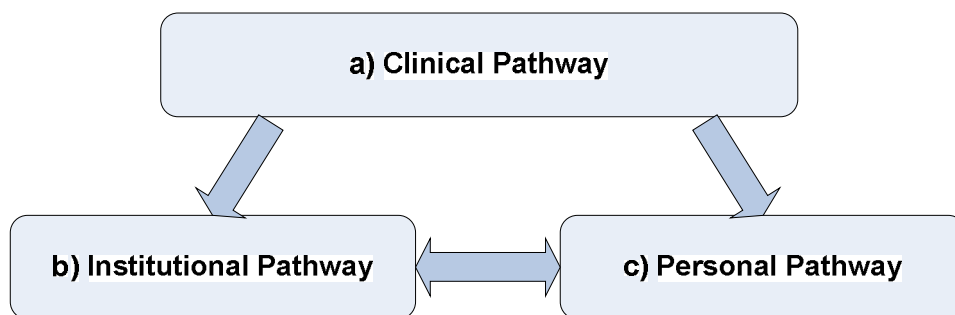 a) Clinical Pathway
b) Institutional Pathway
c) Personal Pathway